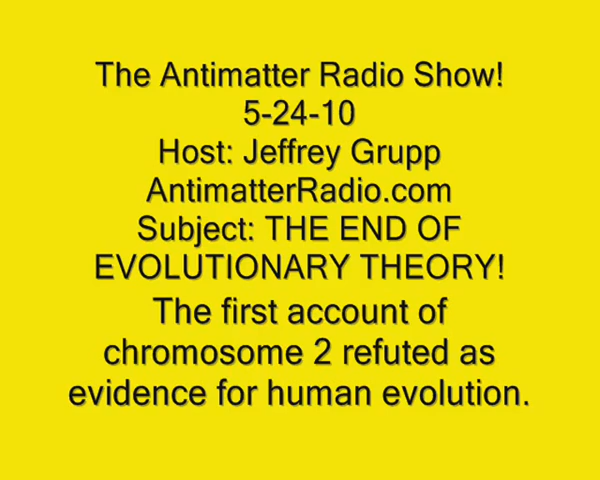 The Antimatter Radio Show!
5-24-10
Host: Jeffrey Grupp
AntimatterRadio.com
Subject: THE END OF
EVOLUTIONARY THEORY!
The first account of
chromosome 2 refuted as
evidence for human evolution.